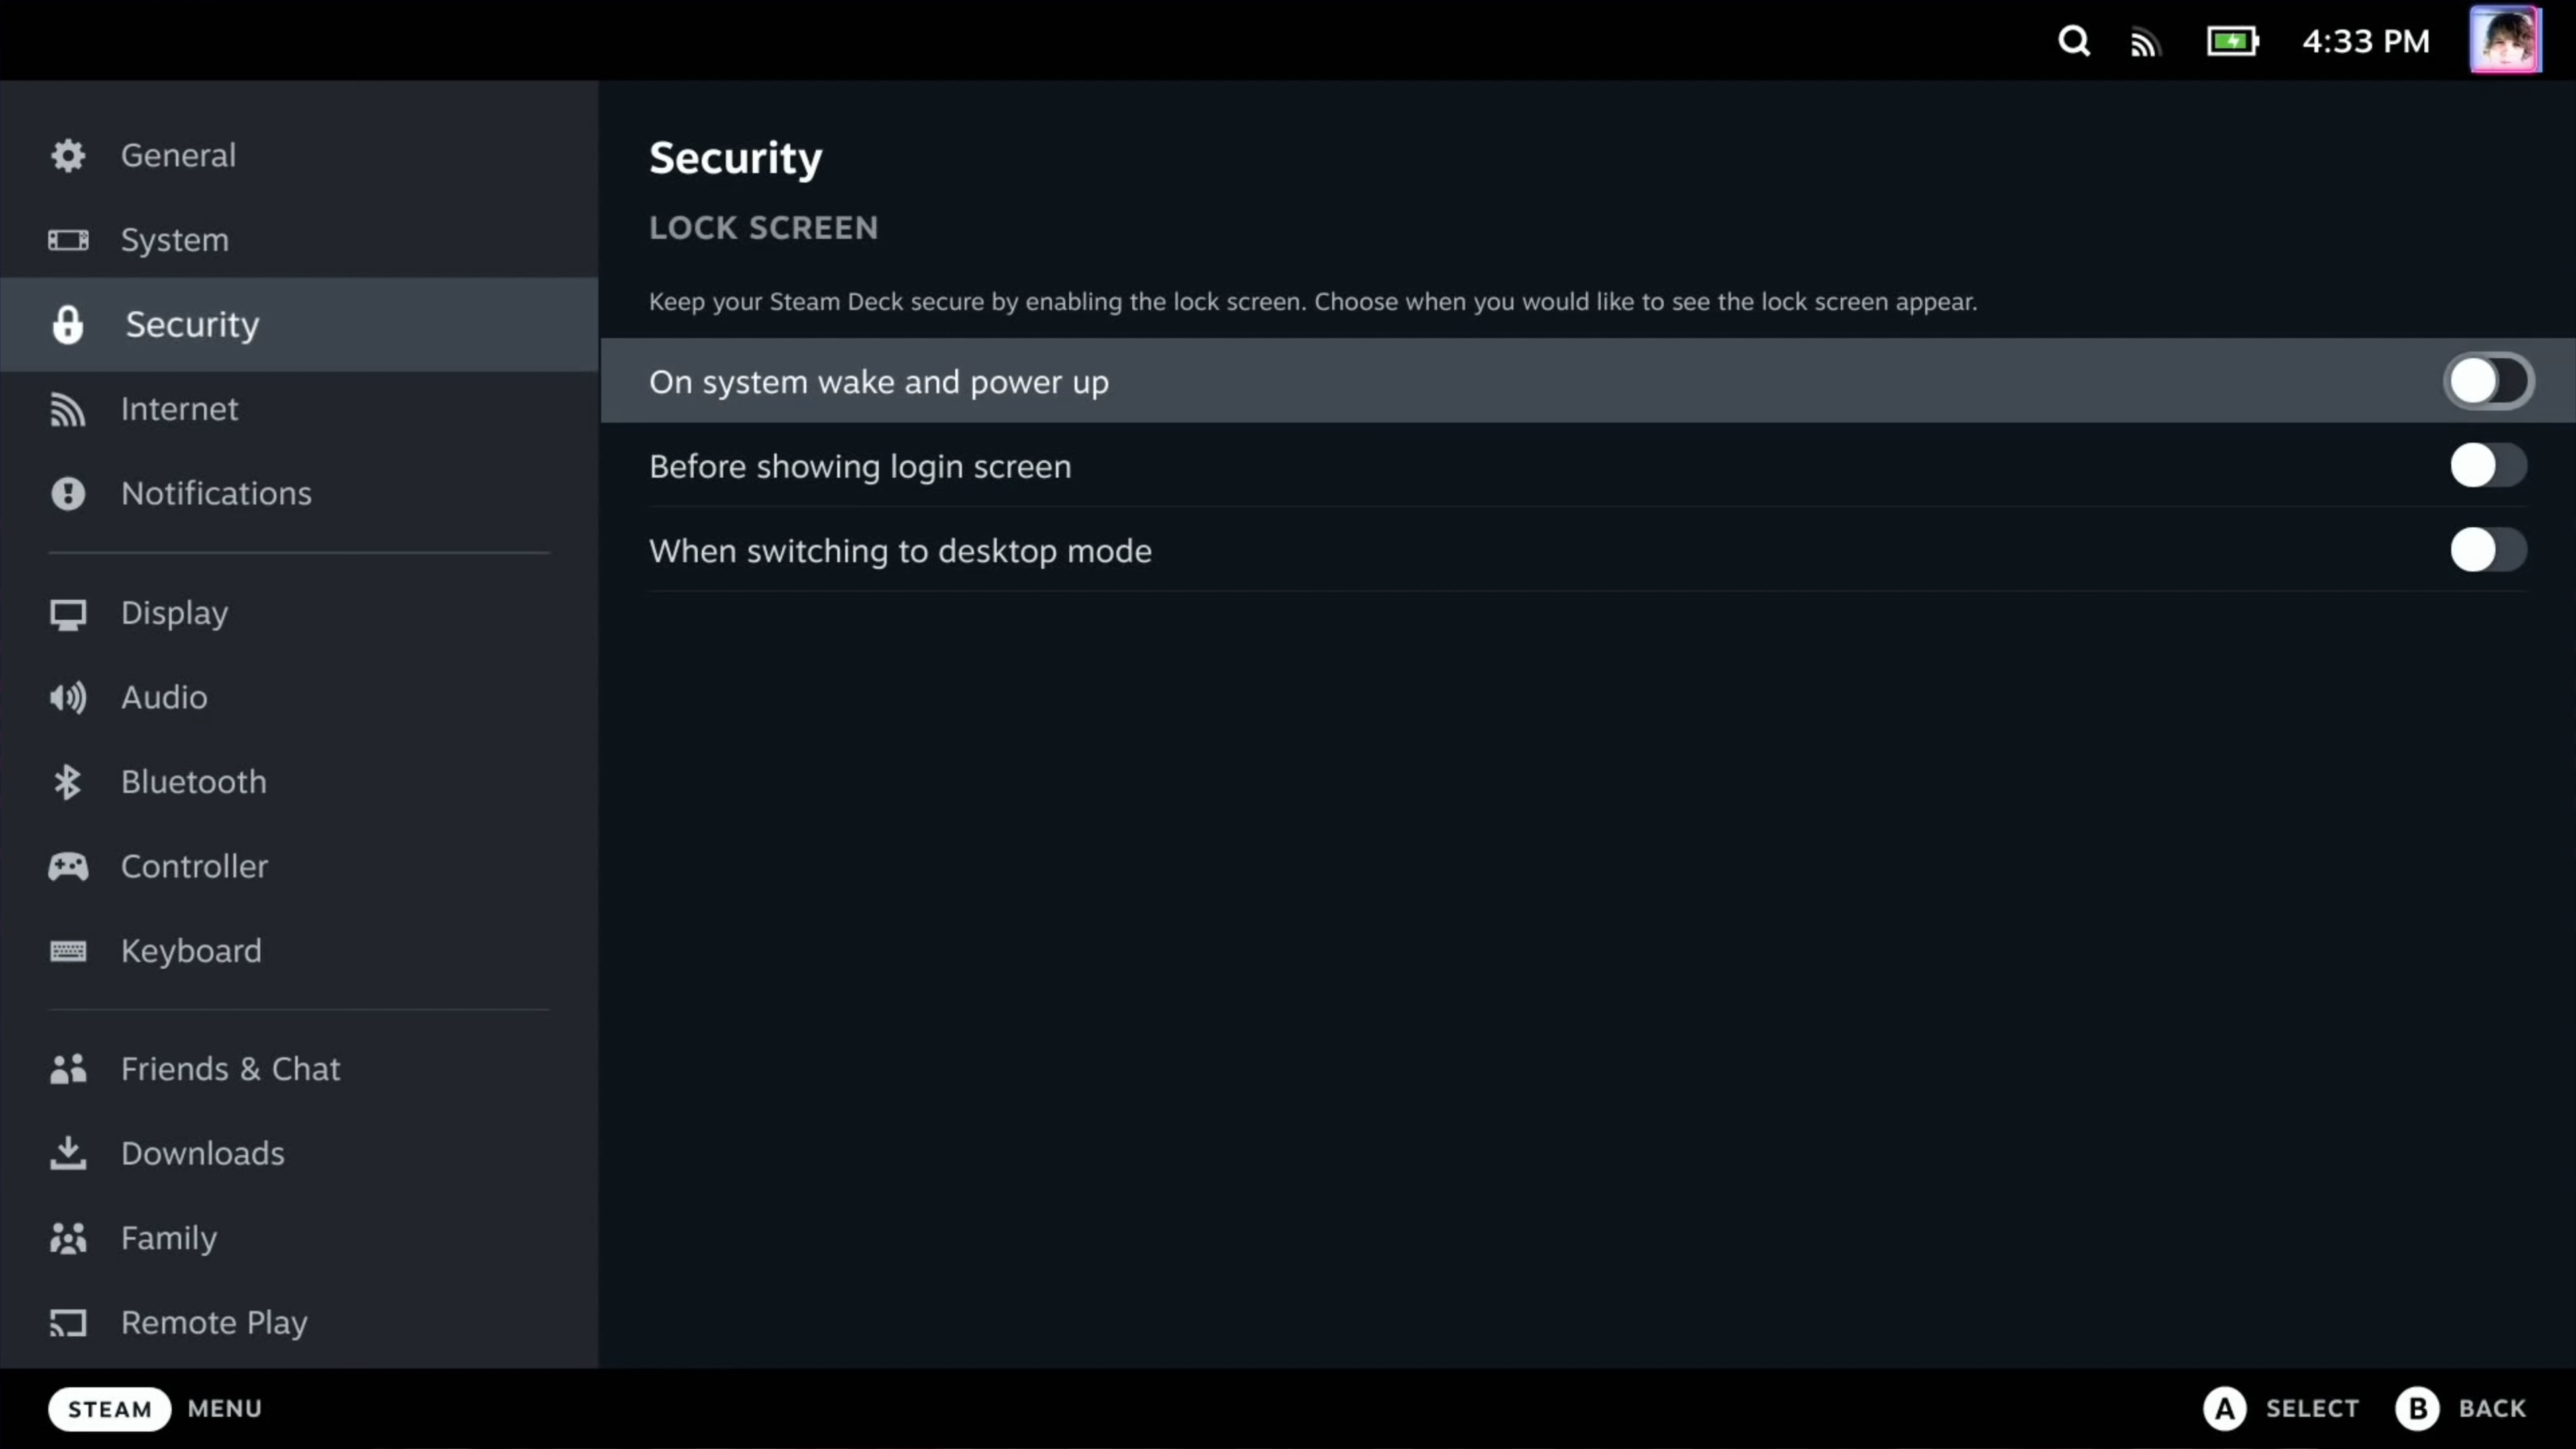 4:33 PM
General
System
Security
Internet
Notifications
Display
Audio
Bluetooth
Controller
Keyboard
Friends & Chat
Downloads
Family
Remote Play
Security
LOCK SCREEN
Keep your Steam Deck secure by enabling the lock screen. Choose when you would like to see the lock screen appear.
On system wake and power up
Before showing login screen
When switching to desktop mode
STEAM MENU
A SELECT B BACK